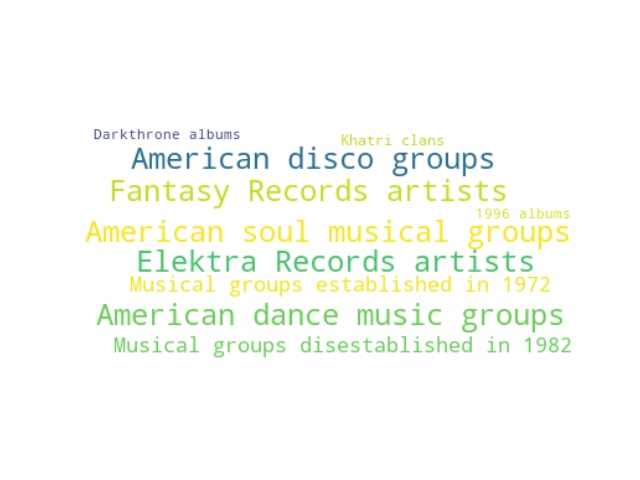 Darkthrone albums
Khatri clans
American disco groups
Fantasy Records artists
1996 albums
American soul musical groups
Elektra Records artists
Musical groups established in 1972
American dance music groups
Musical groups disestablished in 1982